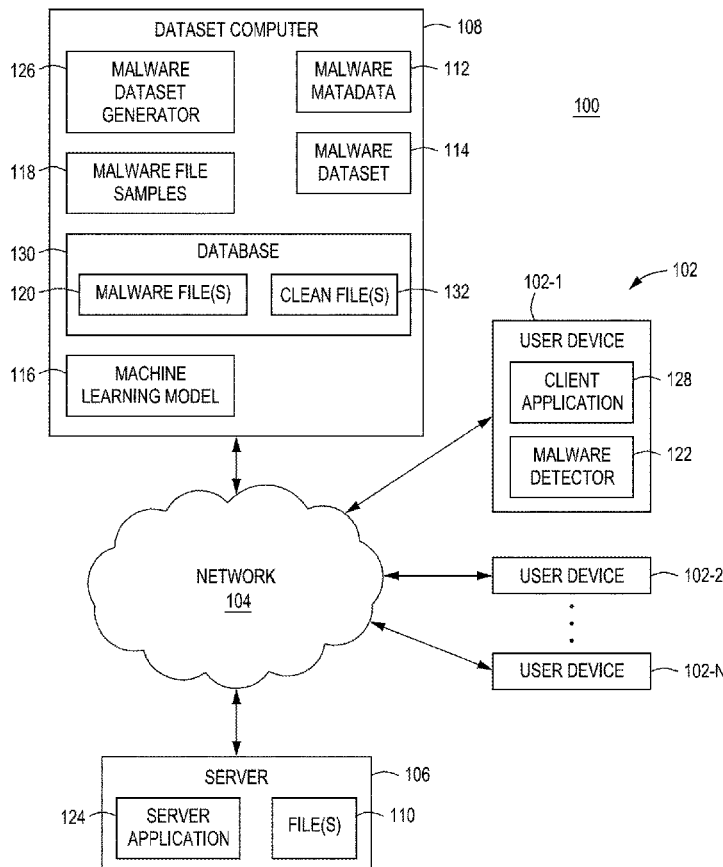 DATASET COMPUTER
108
126
MALWARE
DATASET
GENERATOR
MALWARE
MATADATA
112
100
118
MALWARE FILE
SAMPLES
MALWARE
DATASET
114
130
DATABASE
120
MALWARE FILE(S)
CLEAN FILE(S)
132
116
MACHINE
LEARNING MODEL
102
102-1
USER DEVICE
CLIENT
APPLICATION
128
MALWARE
DETECTOR
122
NETWORK
104
USER DEVICE
102-2
USER DEVICE
102-N
SERVER
106
124
SERVER
APPLICATION
FILE(S)
110